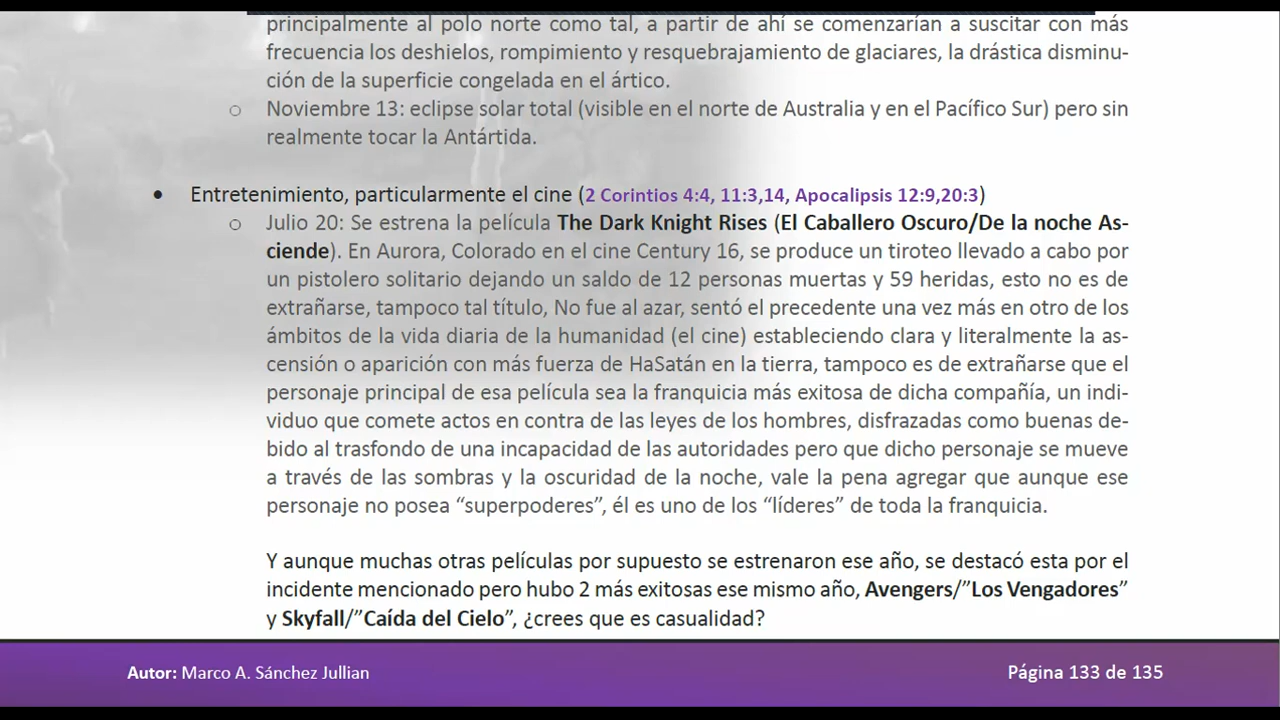 principalmente al polo norte como tal, a partir de ahí se comenzarían a suscitar con más
frecuencia los deshielos, rompimiento y resquebrajamiento de glaciares, la drástica disminu-
ción de la superficie congelada en el ártico.
○ Noviembre 13: eclipse solar total (visible en el norte de Australia y en el Pacífico Sur) pero sin
realmente tocar la Antártida.
• Entretenimiento, particularmente el cine (2 Corintios 4:4, 11:3,14, Apocalipsis 12:9,20:3)
○ Julio 20: Se estrena la película The Dark Knight Rises (El Caballero Oscuro/De la noche As-
ciende). En Aurora, Colorado en el cine Century 16, se produce un tiroteo llevado a cabo por
un pistolero solitario dejando un saldo de 12 personas muertas y 59 heridas, esto no es de
extrañarse, tampoco tal título, No fue al azar, sentó el precedente una vez más en otro de los
ámbitos de la vida diaria de la humanidad (el cine) estableciendo clara y literalmente la as-
censión o aparición con más fuerza de HaSatán en la tierra, tampoco es de extrañarse que el
personaje principal de esa película sea la franquicia más exitosa de dicha compañía, un indi-
viduo que comete actos en contra de las leyes de los hombres, disfrazadas como buenas de-
bido al trasfondo de una incapacidad de las autoridades pero que dicho personaje se mueve
a través de las sombras y la oscuridad de la noche, vale la pena agregar que aunque ese
personaje no posea “superpoderes”, él es uno de los “líderes” de toda la franquicia.
Y aunque muchas otras películas por supuesto se estrenaron ese año, se destacó esta por el
incidente mencionado pero hubo 2 más exitosas ese mismo año, Avengers/”Los Vengadores”
y Skyfall/”Caída del Cielo”, ¿crees que es casualidad?
Autor: Marco A. Sánchez Jullian
Página 133 de 135